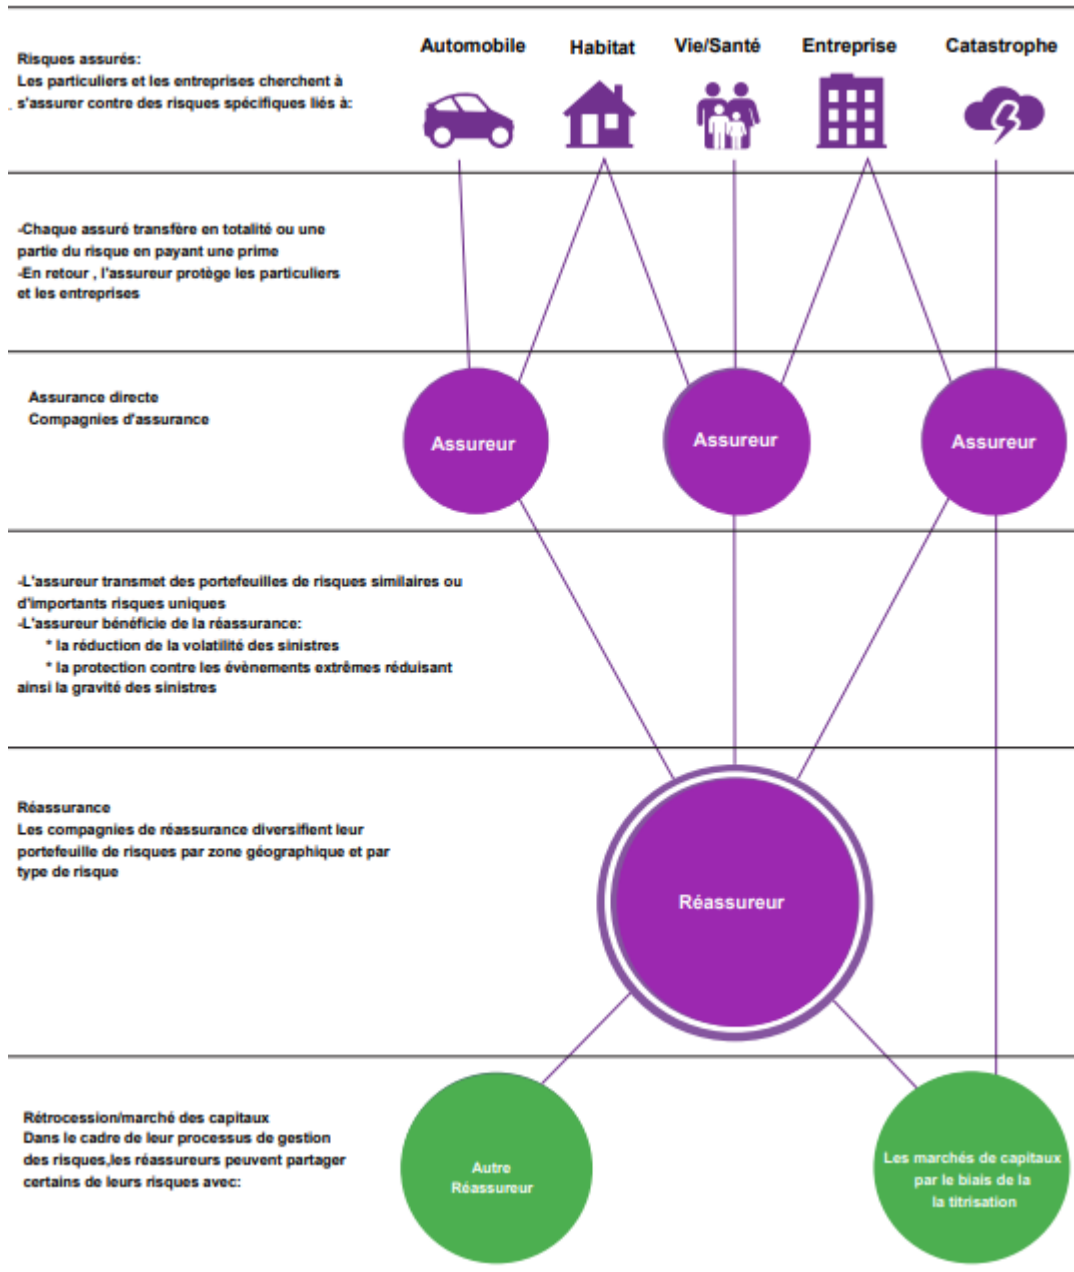 Risques assurés:
Les particuliers et les entreprises cherchent à
s'assurer contre des risques spécifiques liés à:
Automobile
Habitat
Vie/Santé
Entreprise
Catastrophe
-Chaque assuré transfère en totalité ou une
partie du risque en payant une prime
-En retour , l'assureur protège les particuliers
et les entreprises
Assurance directe
Compagnies d'assurance
Assureur
Assureur
Assureur
-L'assureur transmet des portefeuilles de risques similaires ou
d'importants risques uniques
-L'assureur bénéficie de la réassurance:
* la réduction de la volatilité des sinistres
* la protection contre les évènements extrêmes réduisant
ainsi la gravité des sinistres
Réassurance
Les compagnies de réassurance diversifient leur
portefeuille de risques par zone géographique et par
type de risque
Réassureur
Rétrocession/marché des capitaux
Dans le cadre de leur processus de gestion
des risques,les réassureurs peuvent partager
certains de leurs risques avec:
Autre
Réassureur
Les marchés de capitaux
par le biais de la
la titrisation